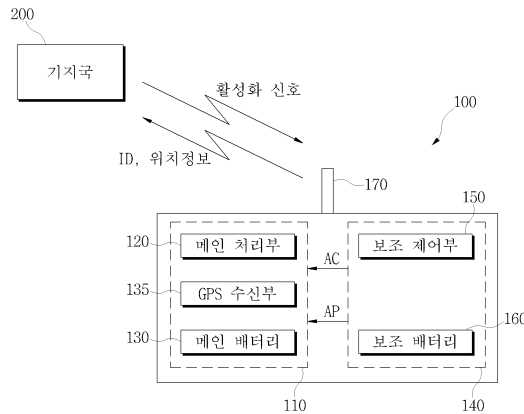 200
기지국
활성화 신호
100
ID, 위치정보
170
150
120
메인 처리부
보조 제어부
AC
135
GPS 수신부
AP
160
130
메인 배터리
보조 배터리
110
140